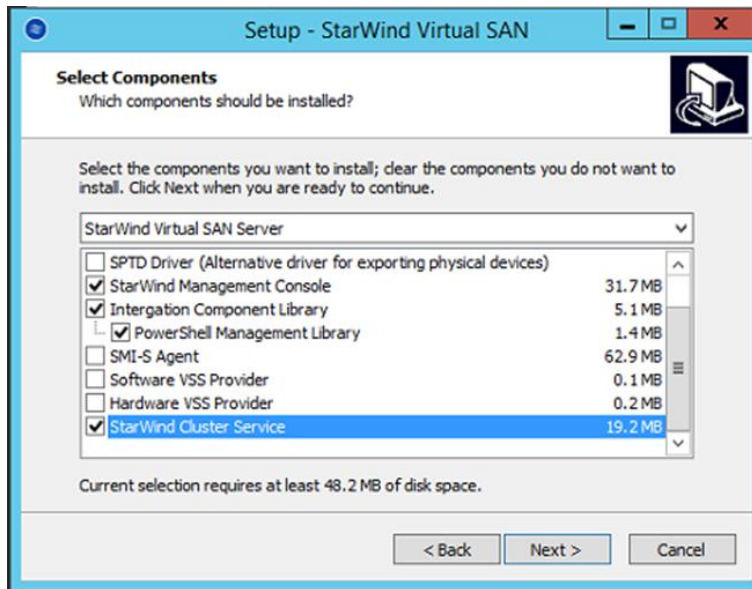 Setup - StarWind Virtual SAN
Select Components
Which components should be installed?
Select the components you want to install; clear the components you do not want to
install. Click Next when you are ready to continue.
StarWind Virtual SAN Server
SPTD Driver (Alternative driver for exporting physical devices)
StarWind Management Console 31.7 MB
Intergation Component Library 5.1 MB
PowerShell Management Library 1.4 MB
SMI-S Agent 62.9 MB
Software VSS Provider 0.1 MB
Hardware VSS Provider 0.2 MB
StarWind Cluster Service 19.2 MB
Current selection requires at least 48.2 MB of disk space.
< Back Next > Cancel